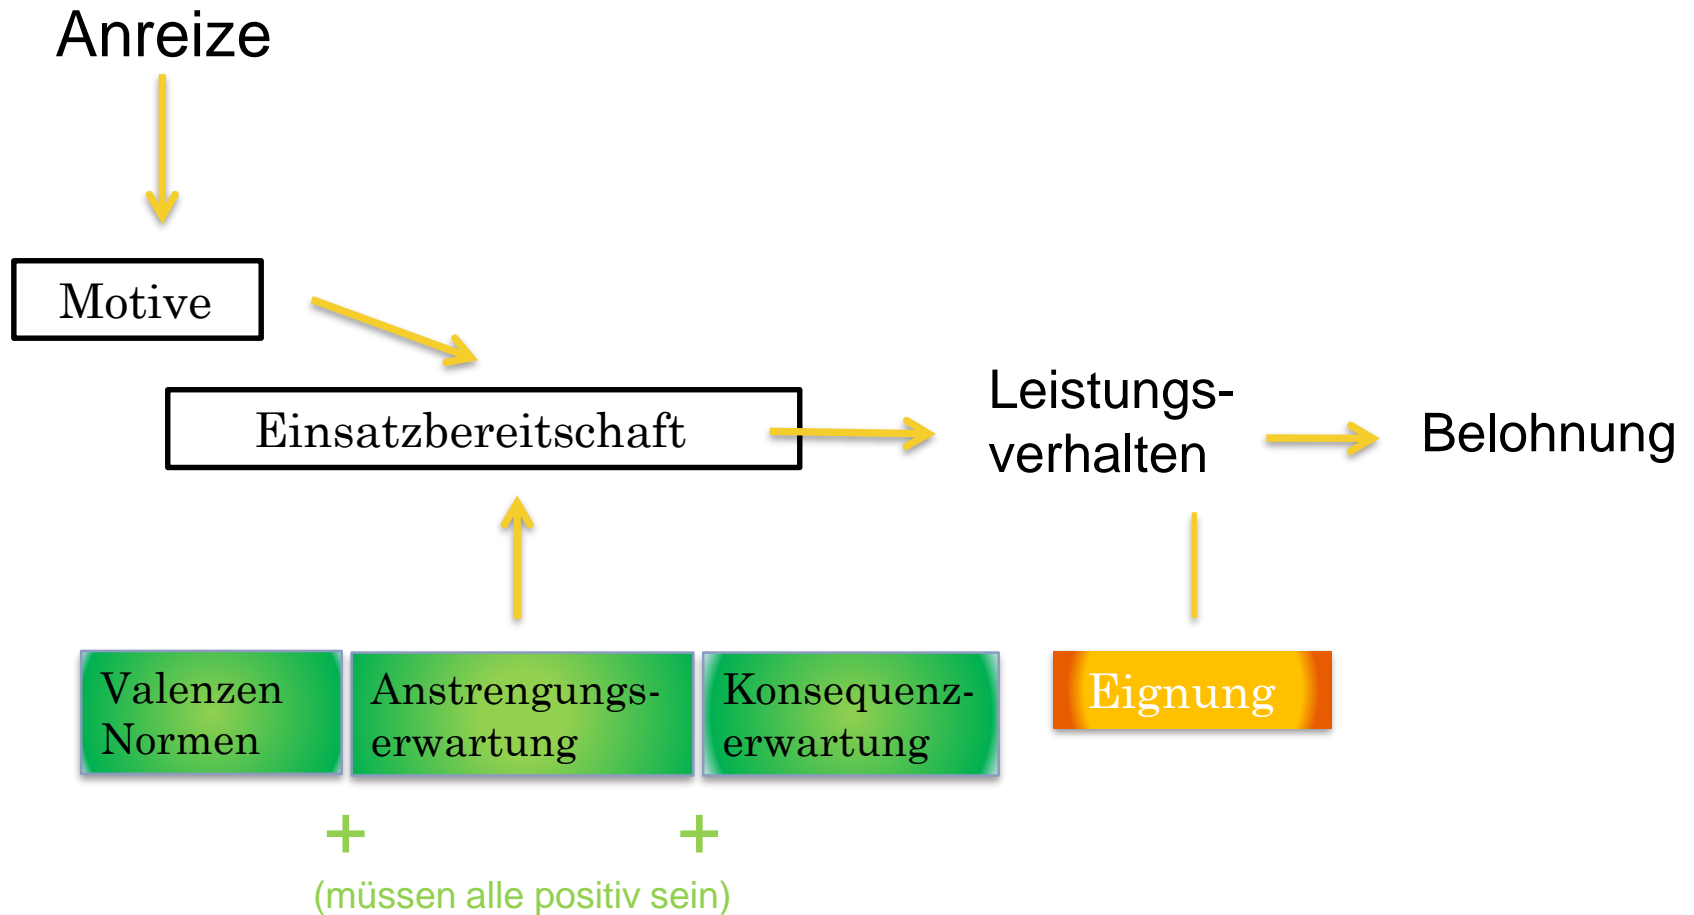 Anreize
Motive
Einsatzbereitschaft
Leistungs-
verhalten
Belohnung
Valenzen
Normen
Anstrengungs-
erwartung
Konsequenz-
erwartung
Eignung
+
+
(müssen alle positiv sein)